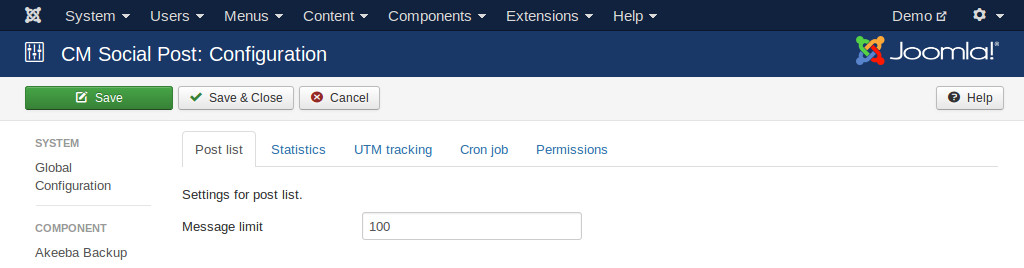 System Users Menus Content Components Extensions Help Demo
CM Social Post: Configuration Joomla!®
Save Save & Close Cancel Help
SYSTEM
Global
Configuration
COMPONENT
Akeeba Backup
Post list Statistics UTM tracking Cron job Permissions
Settings for post list.
Message limit 100